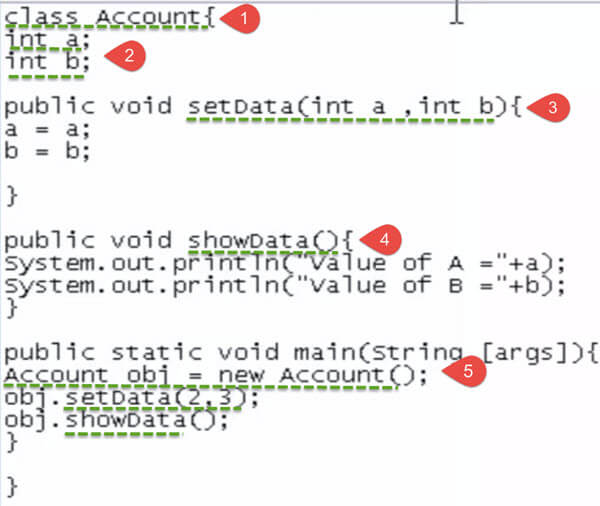 class Account{ 1
int a;
int b; 2
public void setData(int a ,int b){ 3
a = a;
b = b;
}
public void showData(){ 4
System.out.println("Value of A ="+a);
System.out.println("Value of B ="+b);
}
public static void main(String [args]){
Account obj = new Account(); 5
obj.setData(2,3);
obj.showData();
}
}